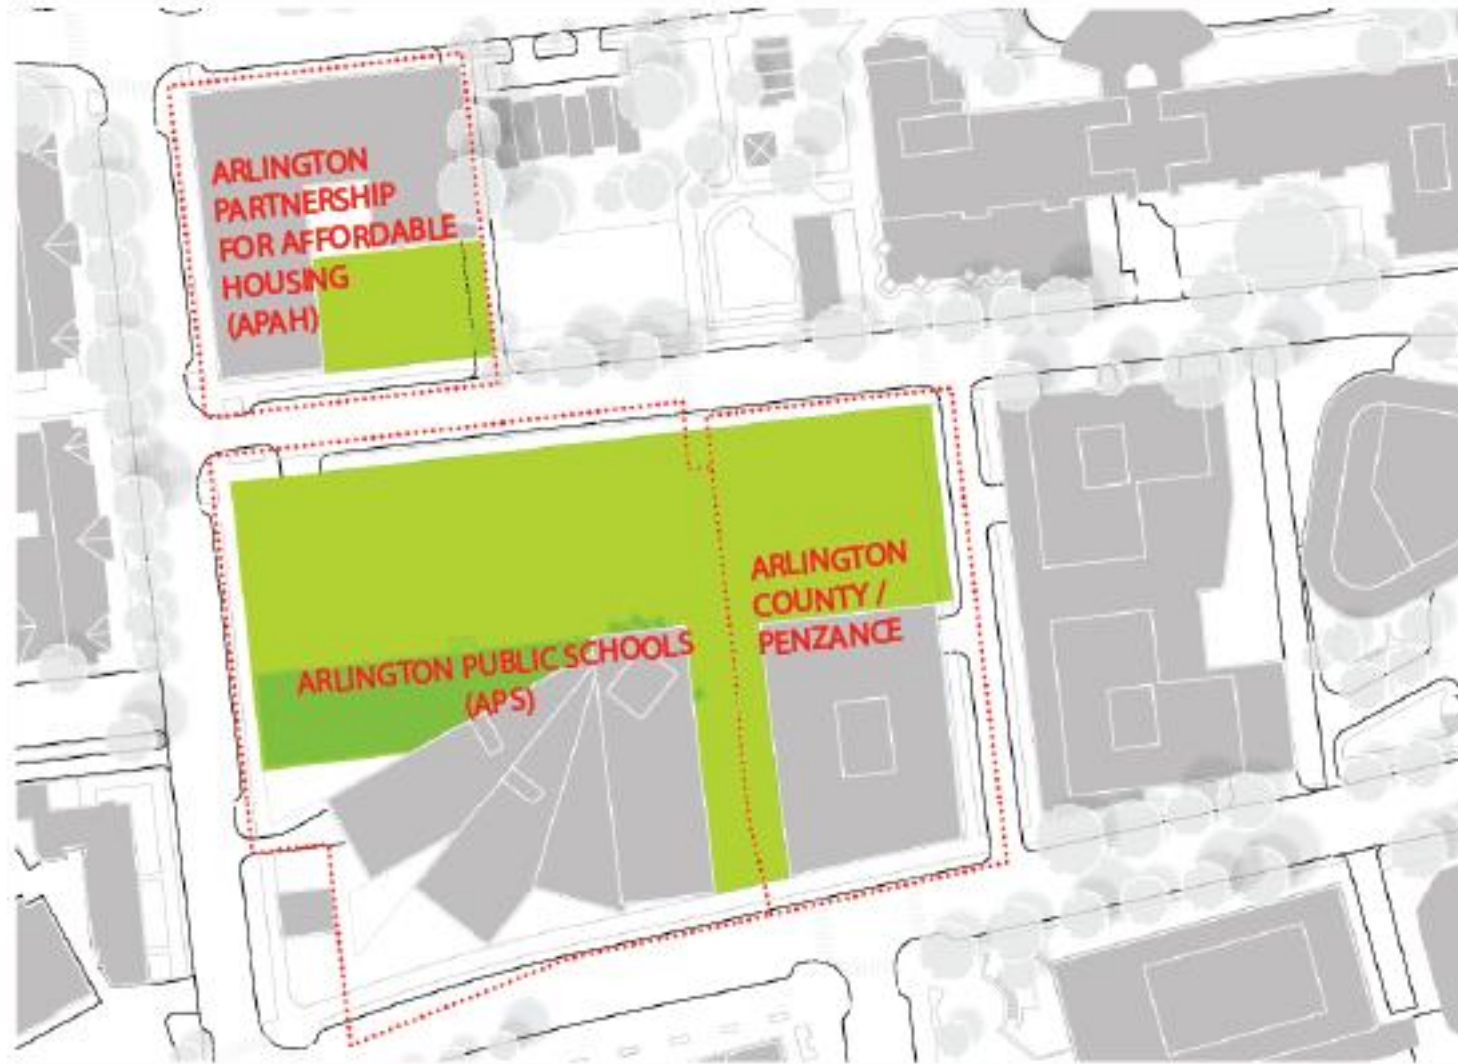 ARLINGTON
PARTNERSHIP
FOR AFFORDABLE
HOUSING
(APAH)
ARLINGTON
COUNTY /
PENZANCE
ARLINGTON PUBLIC SCHOOLS
(APS)